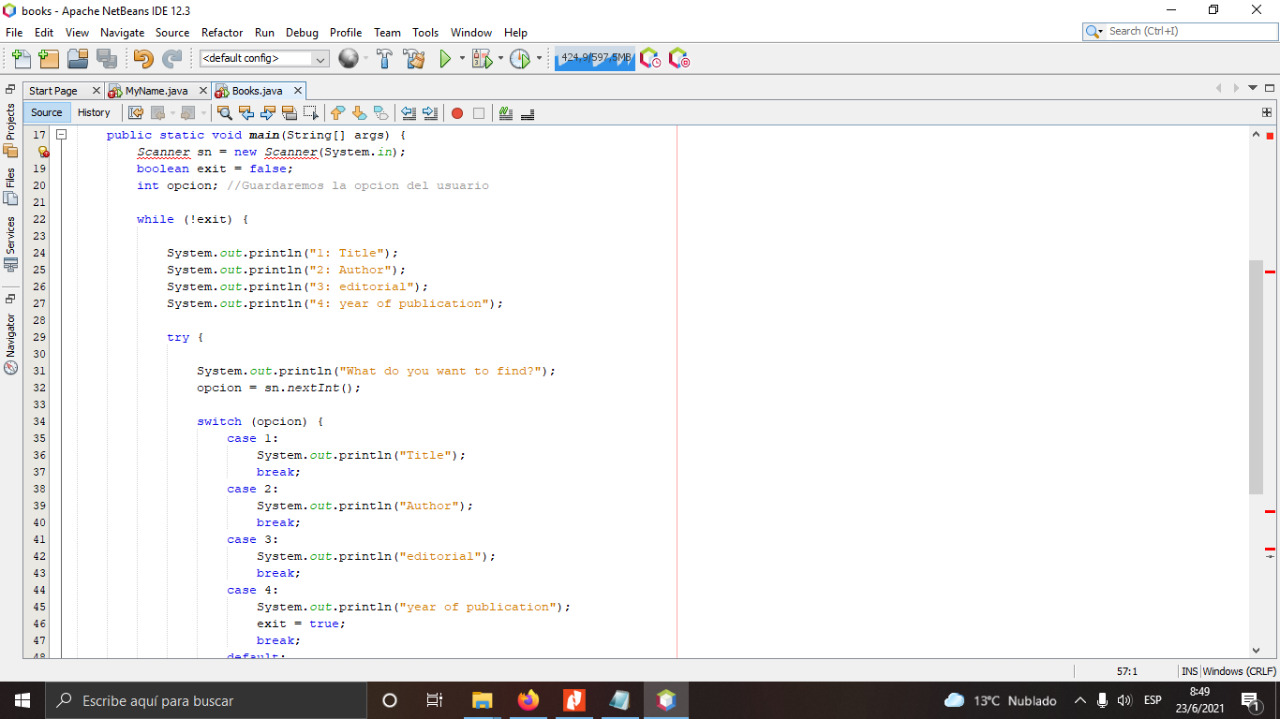 books - Apache NetBeans IDE 12.3
File Edit View Navigate Source Refactor Run Debug Profile Team Tools Window Help
Search (Ctrl+I)
<default config>
424,9/597,5MB
Start Page MyName.java Books.java
Source History
Projects
Files
Services
Navigator
17 public static void main(String[] args) {
Scanner sn = new Scanner(System.in);
19 boolean exit = false;
20 int opcion; //Guardaremos la opcion del usuario
21
22 while (!exit) {
23
24 System.out.println("1: Title");
25 System.out.println("2: Author");
26 System.out.println("3: editorial");
27 System.out.println("4: year of publication");
28
29 try {
30
31 System.out.println("What do you want to find?");
32 opcion = sn.nextInt();
33
34 switch (opcion) {
35 case 1:
36 System.out.println("Title");
37 break;
38 case 2:
39 System.out.println("Author");
40 break;
41 case 3:
42 System.out.println("editorial");
43 break;
44 case 4:
45 System.out.println("year of publication");
46 exit = true;
47 break;
48 default:
57:1 INS Windows (CRLF)
Escribe aquí para buscar
13°C Nublado
ESP
8:49
23/6/2021
1